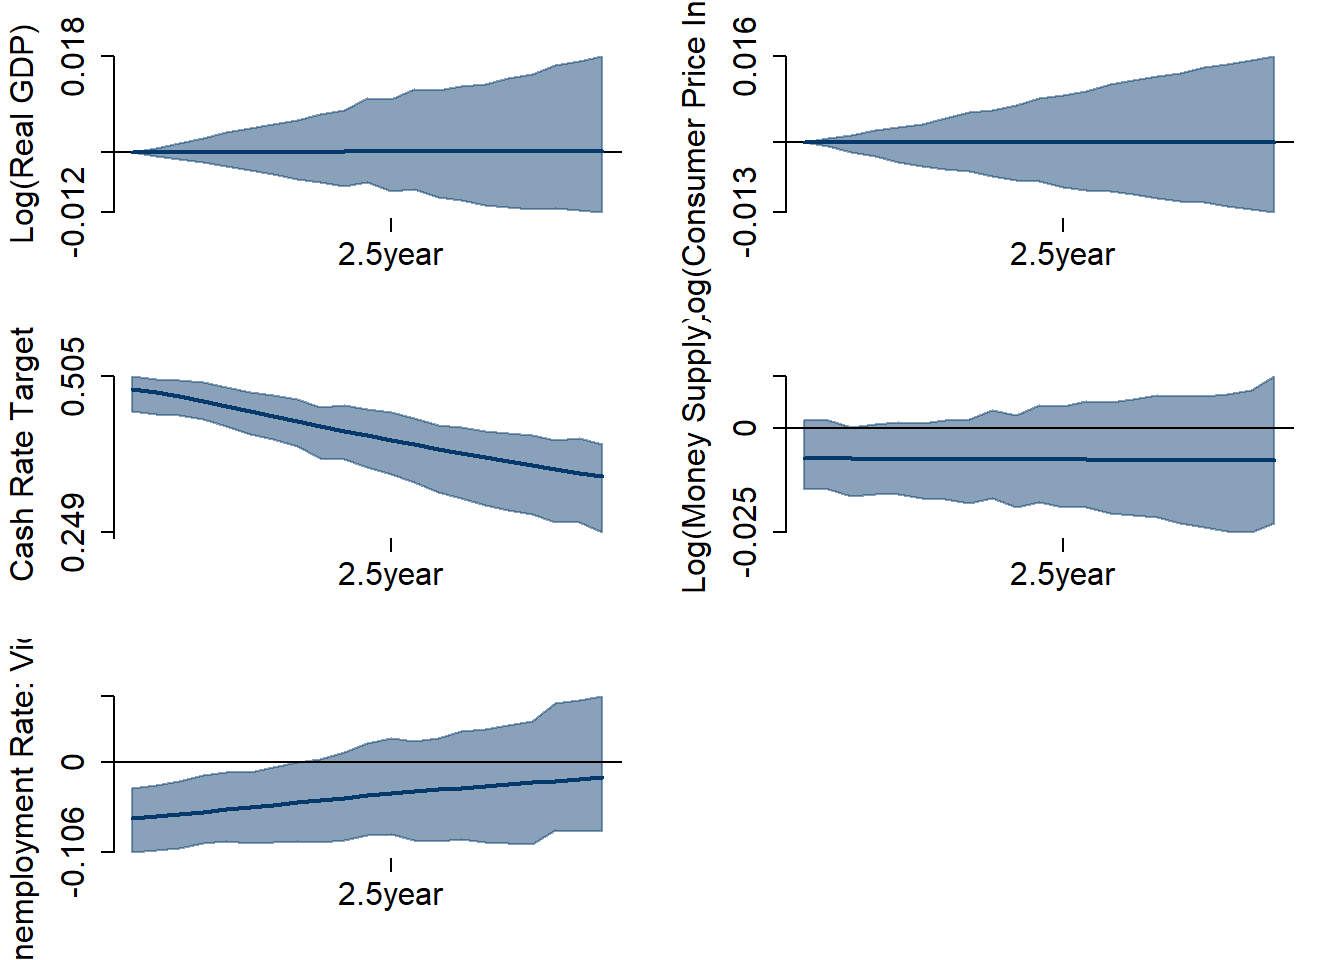 Log(Real GDP)
0.018
-0.012
2.5year
Log(Consumer Price In
0.016
-0.013
2.5year
Cash Rate Target
0.505
0.249
2.5year
Log(Money Supply)
0
-0.025
2.5year
nemployment Rate: Vic
0
-0.106
2.5year